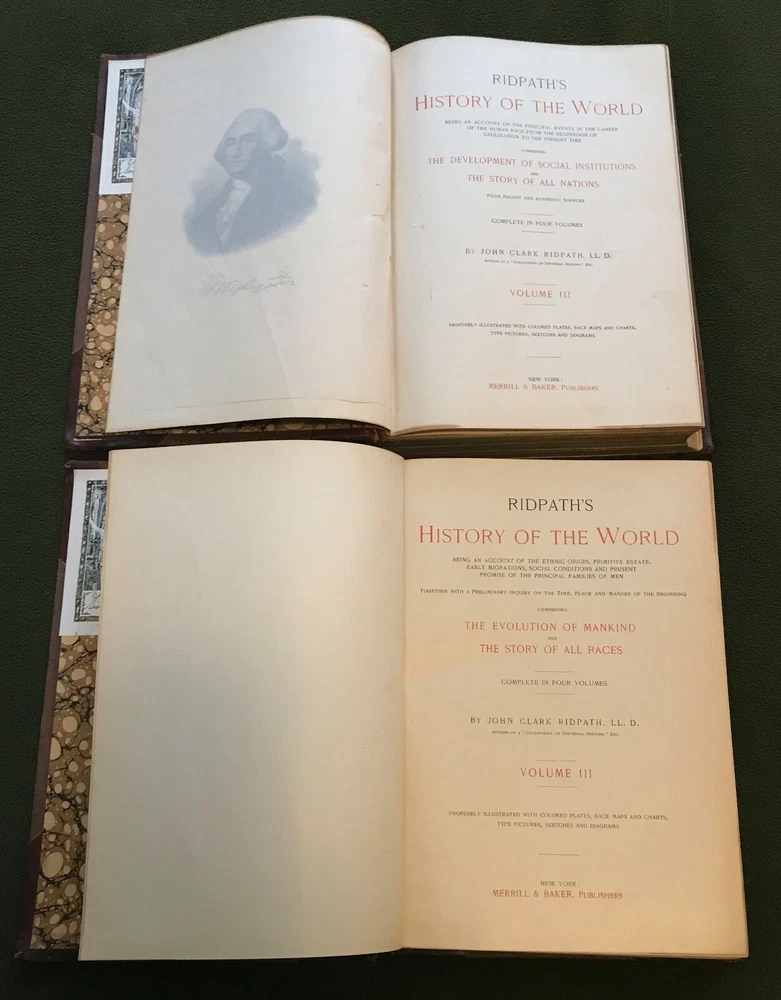 RIDPATH'S
HISTORY OF THE WORLD
BEING AN ACCOUNT OF THE PRINCIPAL EVENTS IN THE CAREER
OF THE HUMAN RACE FROM THE BEGINNINGS OF
CIVILIZATION TO THE PRESENT TIME
COMPRISING
THE DEVELOPMENT OF SOCIAL INSTITUTIONS
AND
THE STORY OF ALL NATIONS
FROM RECENT AND AUTHENTIC SOURCES
COMPLETE IN FOUR VOLUMES
BY JOHN CLARK RIDPATH, LL. D.
AUTHOR OF A "CYCLOPÆDIA OF UNIVERSAL HISTORY," ETC.
VOLUME III
PROFUSELY ILLUSTRATED WITH COLORED PLATES, RACE MAPS AND CHARTS,
TYPE PICTURES, SKETCHES AND DIAGRAMS
NEW YORK:
MERRILL & BAKER, PUBLISHERS
RIDPATH'S
HISTORY OF THE WORLD
BEING AN ACCOUNT OF THE ETHNIC ORIGIN, PRIMITIVE ESTATE,
EARLY MIGRATIONS, SOCIAL CONDITIONS AND PRESENT
PROMISE OF THE PRINCIPAL FAMILIES OF MEN
TOGETHER WITH A PRELIMINARY INQUIRY ON THE TIME, PLACE AND MANNER OF THE BEGINNING
COMPRISING
THE EVOLUTION OF MANKIND
AND
THE STORY OF ALL RACES
COMPLETE IN FOUR VOLUMES
BY JOHN CLARK RIDPATH, LL. D.
AUTHOR OF A "CYCLOPÆDIA OF UNIVERSAL HISTORY," ETC.
VOLUME III
PROFUSELY ILLUSTRATED WITH COLORED PLATES, RACE MAPS AND CHARTS,
TYPE PICTURES, SKETCHES AND DIAGRAMS
NEW YORK:
MERRILL & BAKER, PUBLISHERS